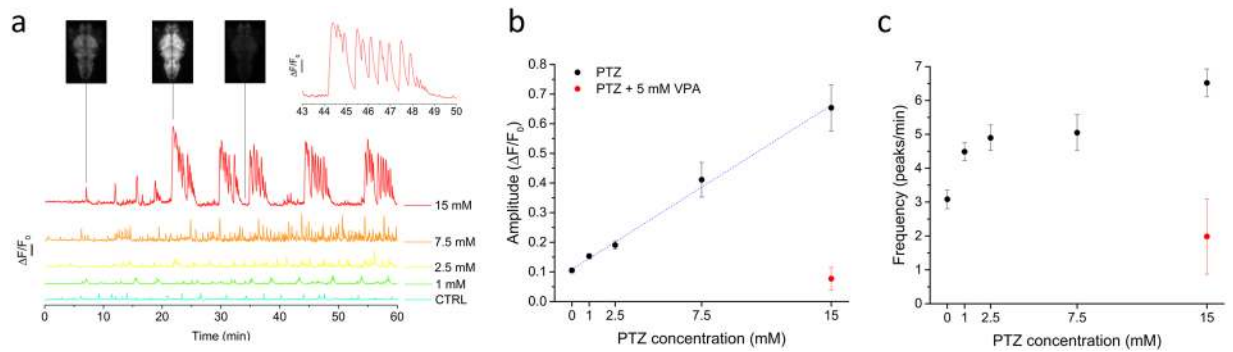 a
ΔF/F0
43 44 45 46 47 48 49 50
15 mM
7.5 mM
2.5 mM
1 mM
CTRL
ΔF/F0
0 10 20 30 40 50 60
Time (min)
b
PTZ
PTZ + 5 mM VPA
Amplitude (ΔF/F0)
0.8
0.7
0.6
0.5
0.4
0.3
0.2
0.1
0.0
0 1 2.5 7.5 15
PTZ concentration (mM)
c
Frequency (peaks/min)
7
6
5
4
3
2
1
0
0 1 2.5 7.5 15
PTZ concentration (mM)